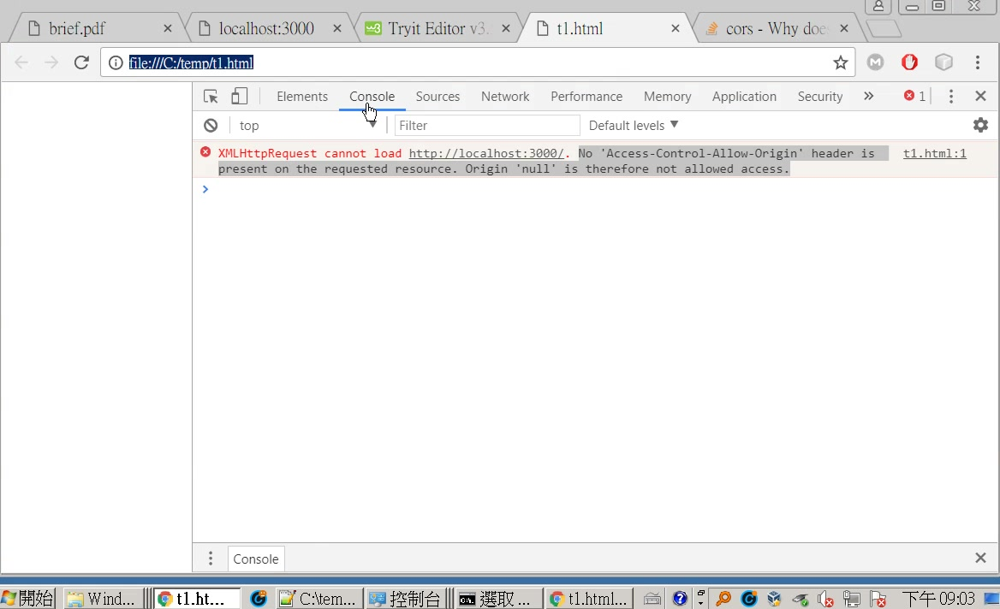 brief.pdf
localhost:3000
w3
Tryit Editor v3.
t1.html
cors - Why does
file:///C:/temp/t1.html
M
Elements
Console
Sources
Network
Performance
Memory
Application
Security
»
1
top
Filter
Default levels
XMLHttpRequest cannot load http://localhost:3000/. No 'Access-Control-Allow-Origin' header is
t1.html:1
present on the requested resource. Origin 'null' is therefore not allowed access.
Console
開始
Wind...
t1.ht...
C:\tem...
控制台
選取 ...
t1.html...
下午 09:03